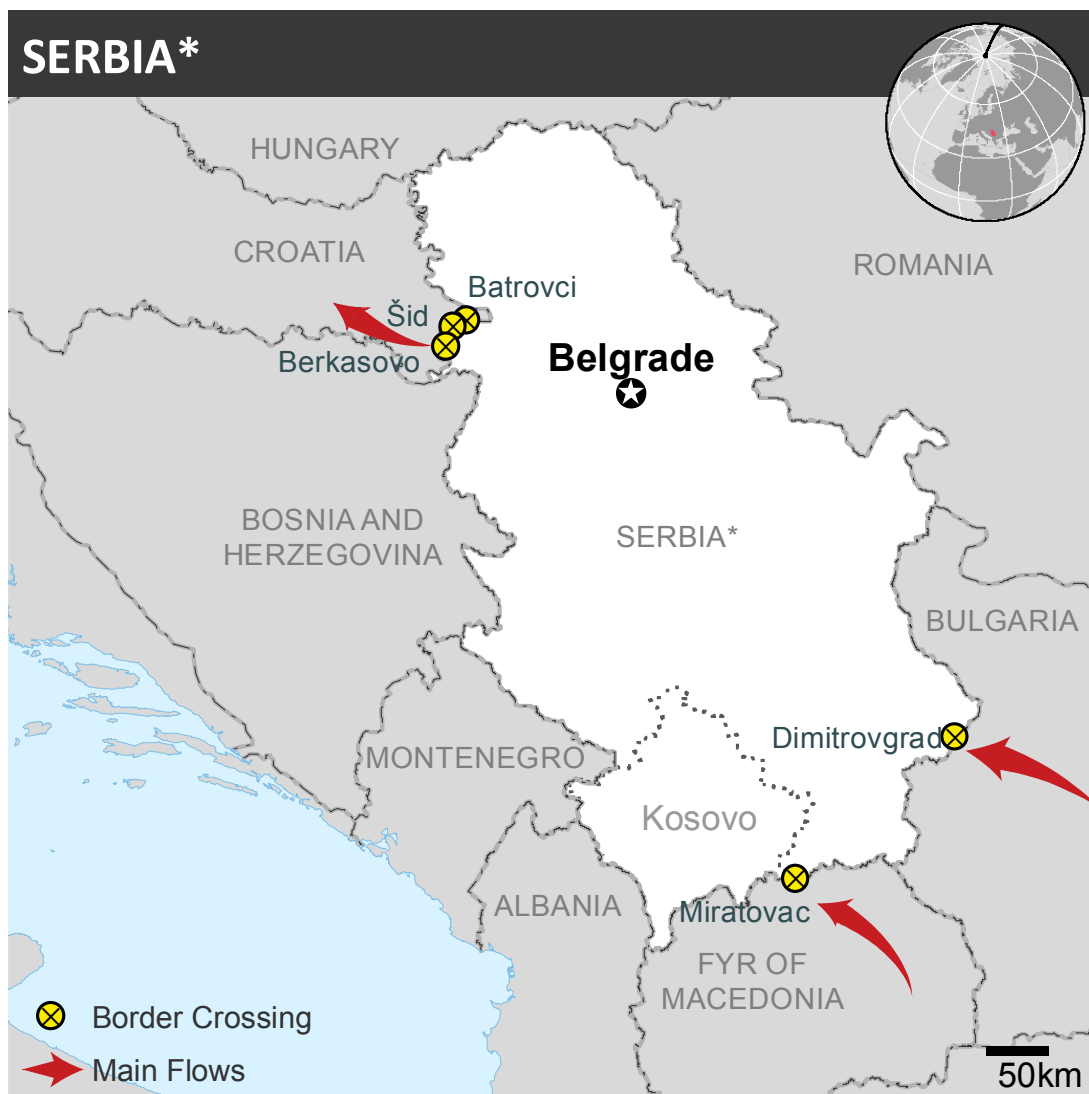 SERBIA*
HUNGARY
CROATIA
ROMANIA
Batrovci
Šid
Berkasovo
Belgrade
BOSNIA AND
HERZEGOVINA
SERBIA*
BULGARIA
Dimitrovgrad
MONTENEGRO
Kosovo
ALBANIA
Miratovac
FYR OF
MACEDONIA
Border Crossing
Main Flows
50km